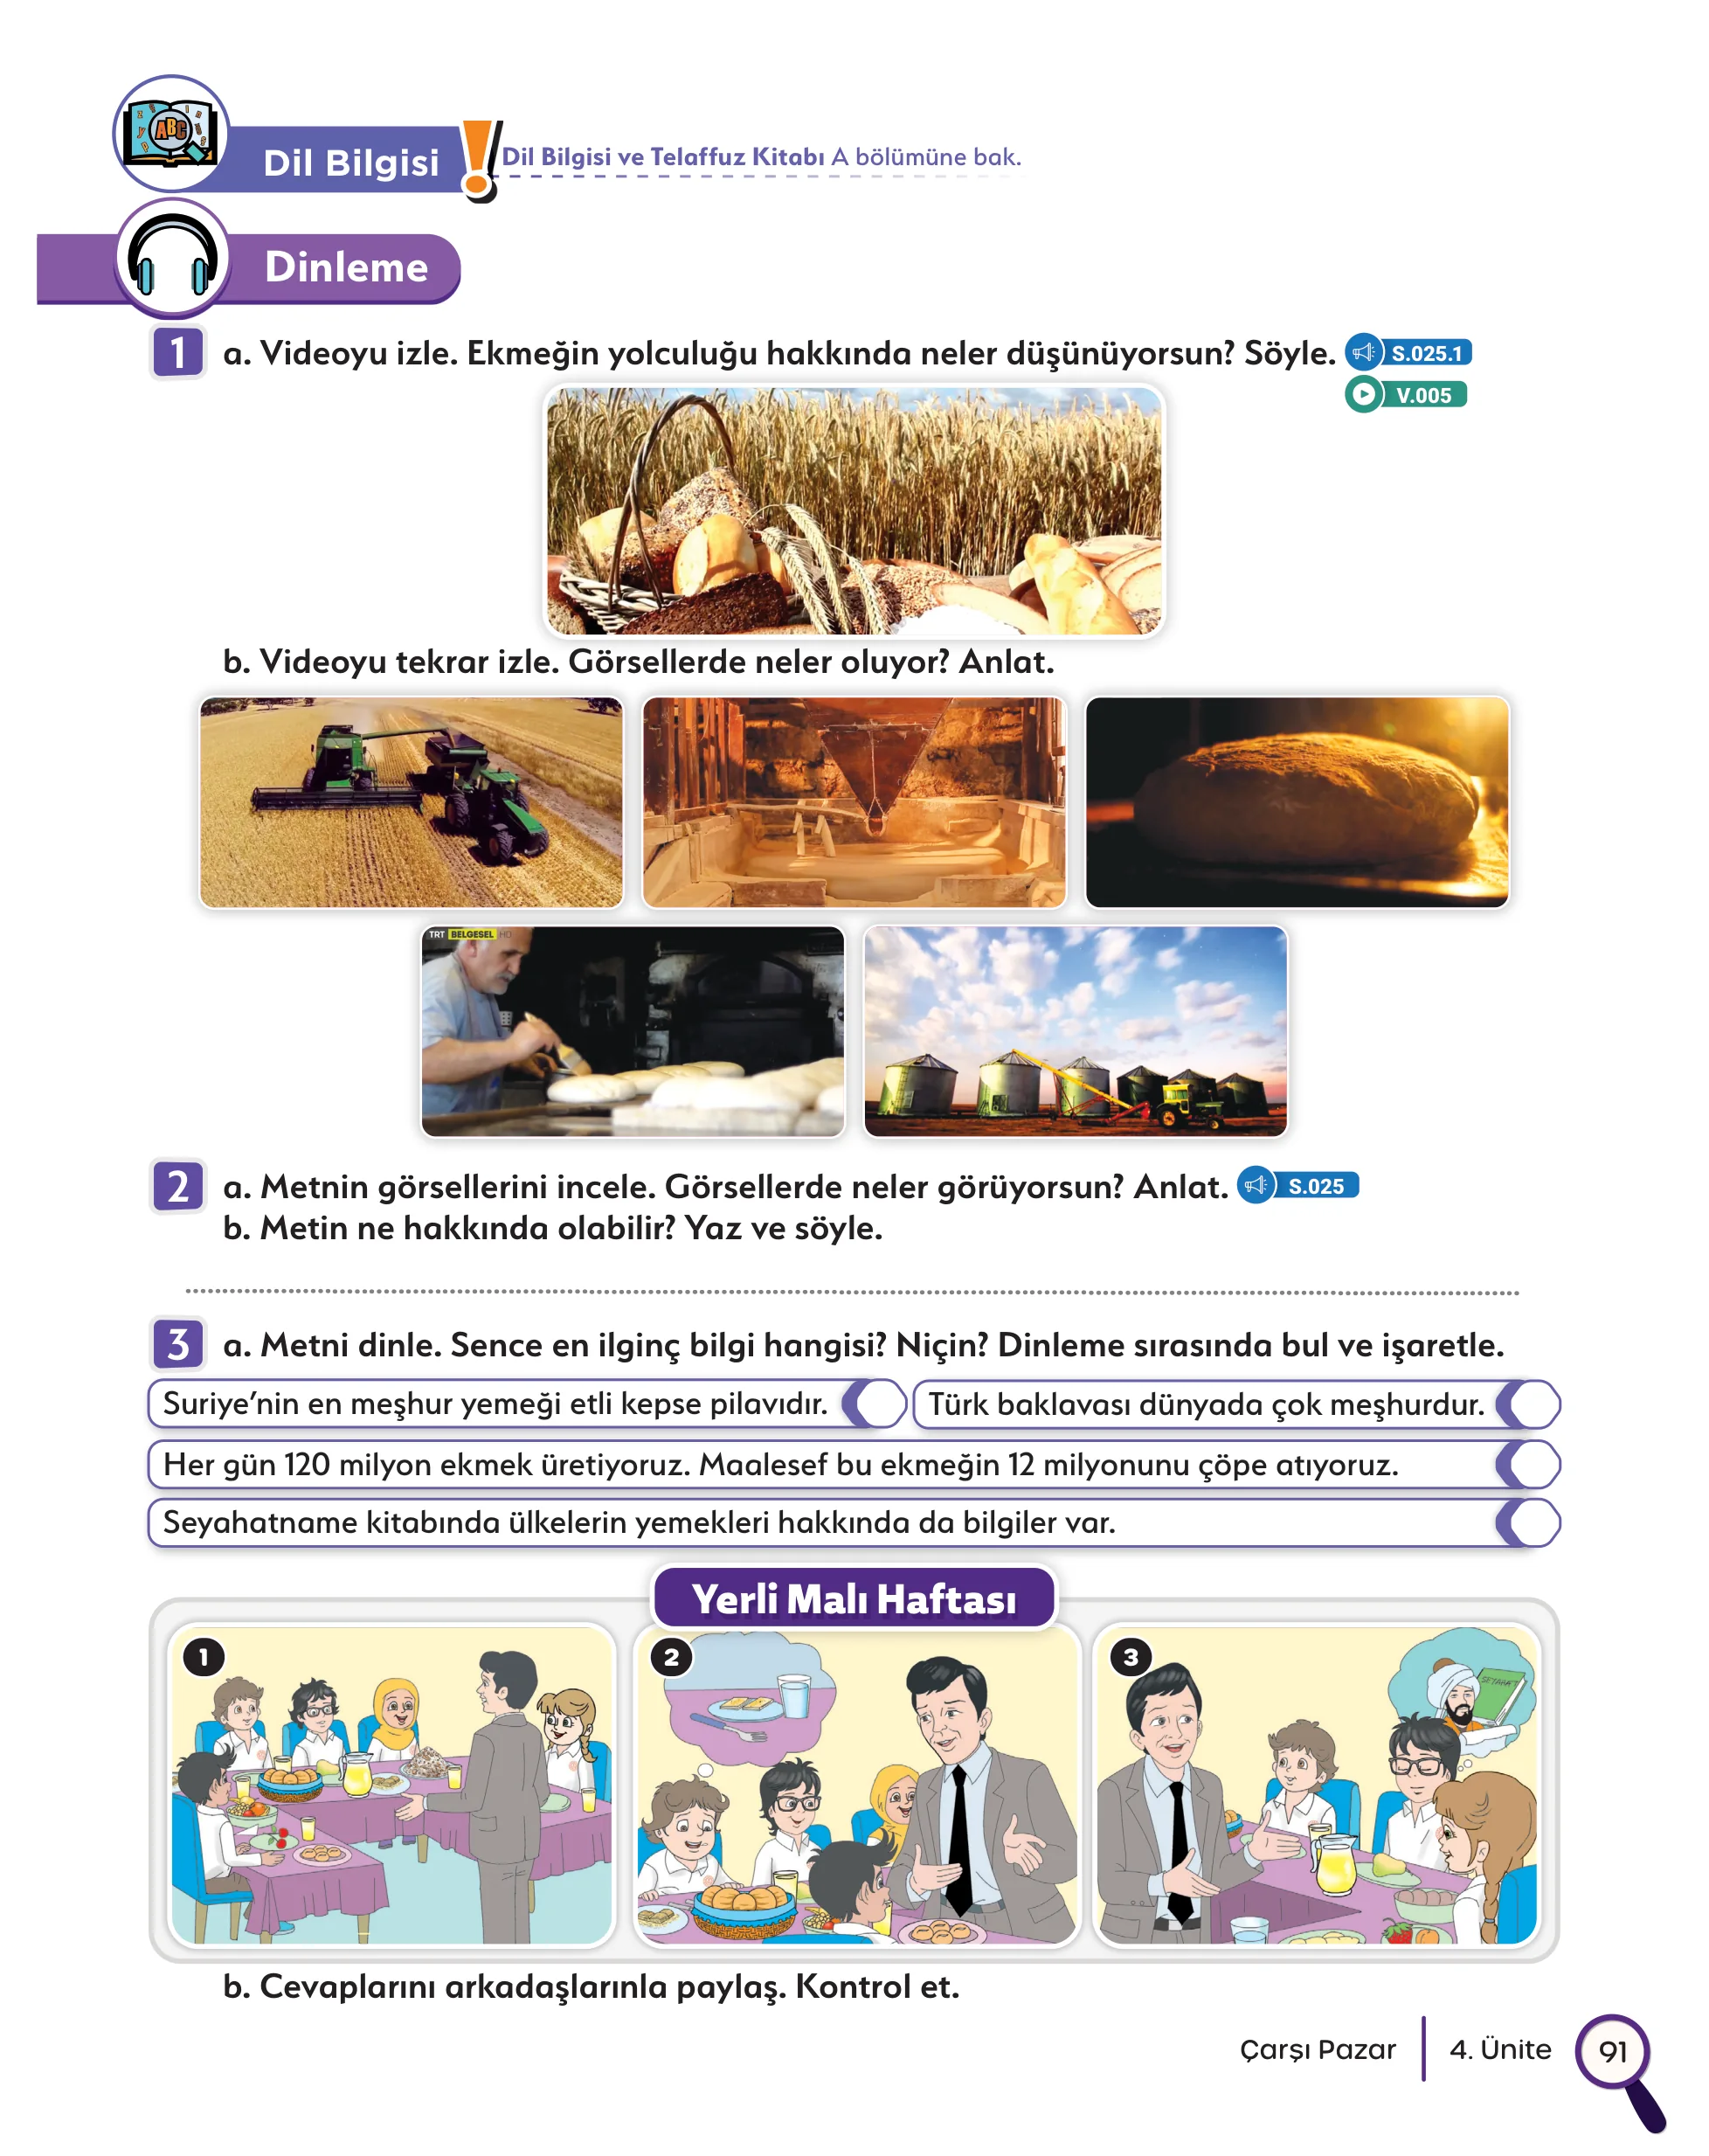 Dil Bilgisi
Dil Bilgisi ve Telaffuz Kitabı A bölümüne bak.
Dinleme
1 a. Videoyu izle. Ekmeğin yolculuğu hakkında neler düşünüyorsun? Söyle. S.025.1
V.005
b. Videoyu tekrar izle. Görsellerde neler oluyor? Anlat.
TRT BELGESEL HD
2 a. Metnin görsellerini incele. Görsellerde neler görüyorsun? Anlat. S.025
b. Metin ne hakkında olabilir? Yaz ve söyle.
3 a. Metni dinle. Sence en ilginç bilgi hangisi? Niçin? Dinleme sırasında bul ve işaretle.
Suriye’nin en meşhur yemeği etli kepse pilavıdır.
Türk baklavası dünyada çok meşhurdur.
Her gün 120 milyon ekmek üretiyoruz. Maalesef bu ekmeğin 12 milyonunu çöpe atıyoruz.
Seyahatname kitabında ülkelerin yemekleri hakkında da bilgiler var.
Yerli Malı Haftası
1
2
3
b. Cevaplarını arkadaşlarınla paylaş. Kontrol et.
Çarşı Pazar
4. Ünite
91